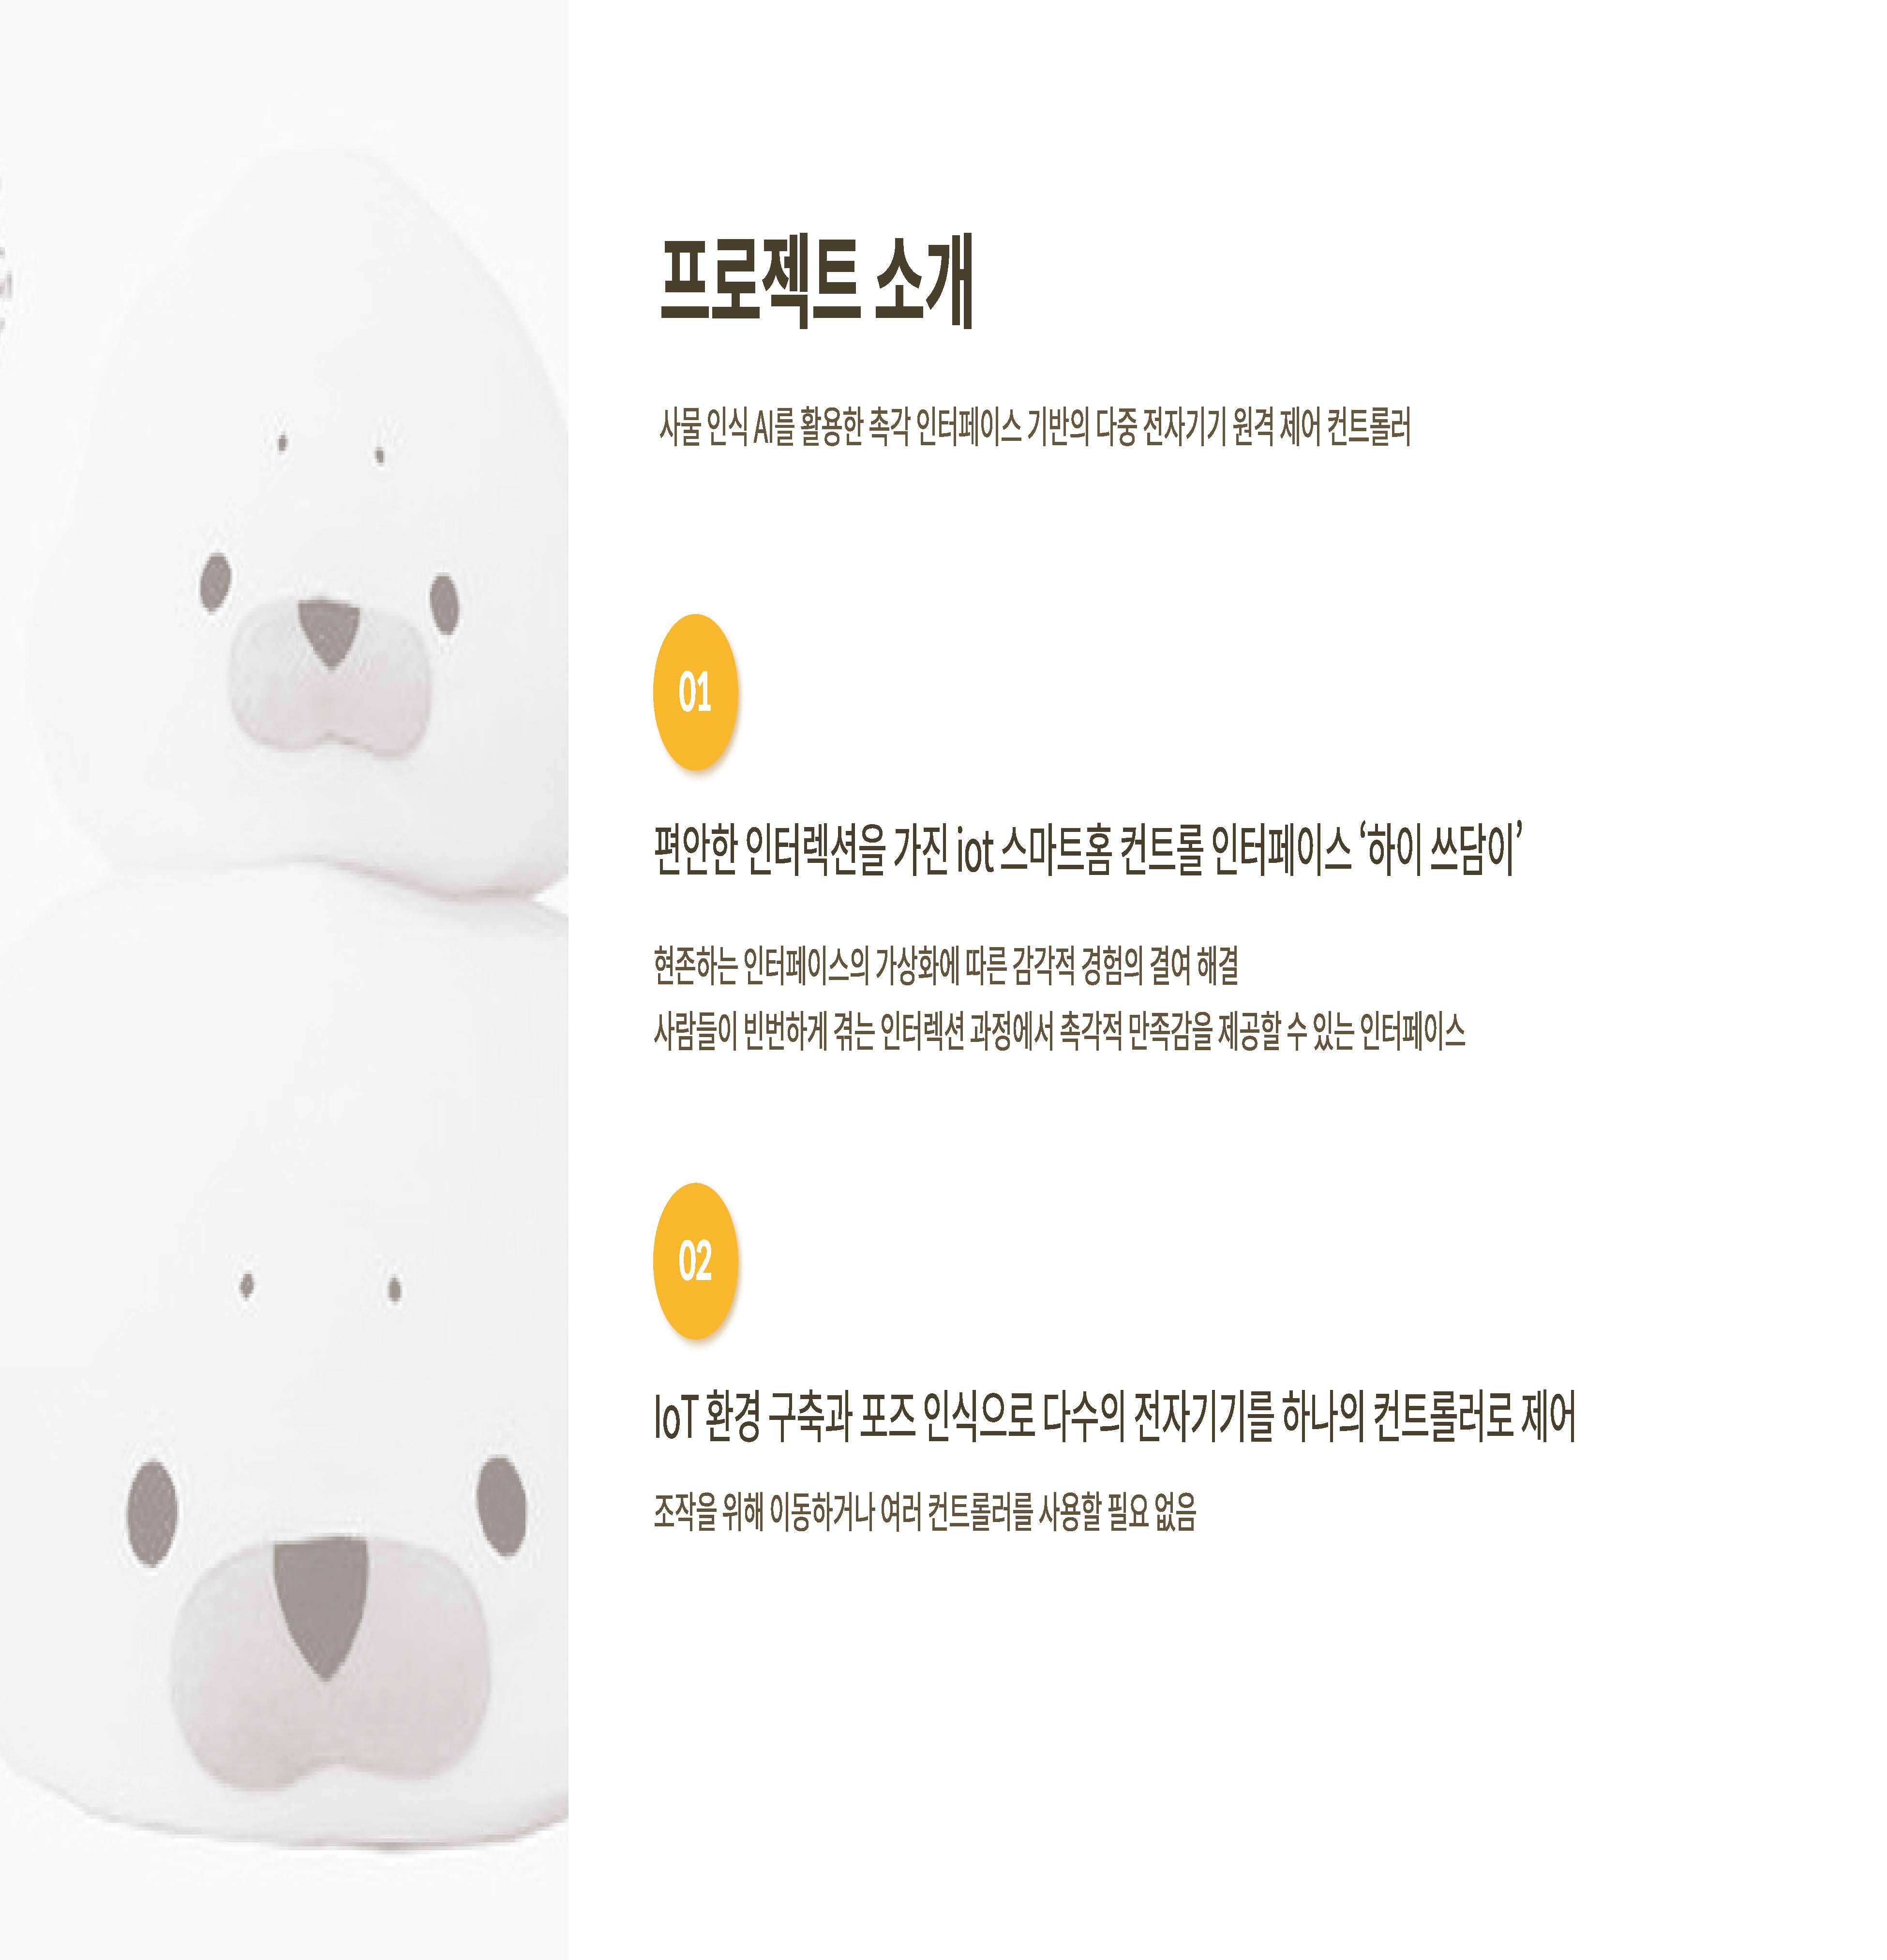 프로젝트 소개
사물 인식 AI를 활용한 촉각 인터페이스 기반의 다중 전자기기 원격 제어 컨트롤러
01
편안한 인터렉션을 가진 iot 스마트홈 컨트롤 인터페이스 ‘하이 쓰담이’
현존하는 인터페이스의 가상화에 따른 감각적 경험의 결여 해결
사람들이 빈번하게 겪는 인터렉션 과정에서 촉각적 만족감을 제공할 수 있는 인터페이스
02
IoT 환경 구축과 포즈 인식으로 다수의 전자기기를 하나의 컨트롤러로 제어
조작을 위해 이동하거나 여러 컨트롤러를 사용할 필요 없음